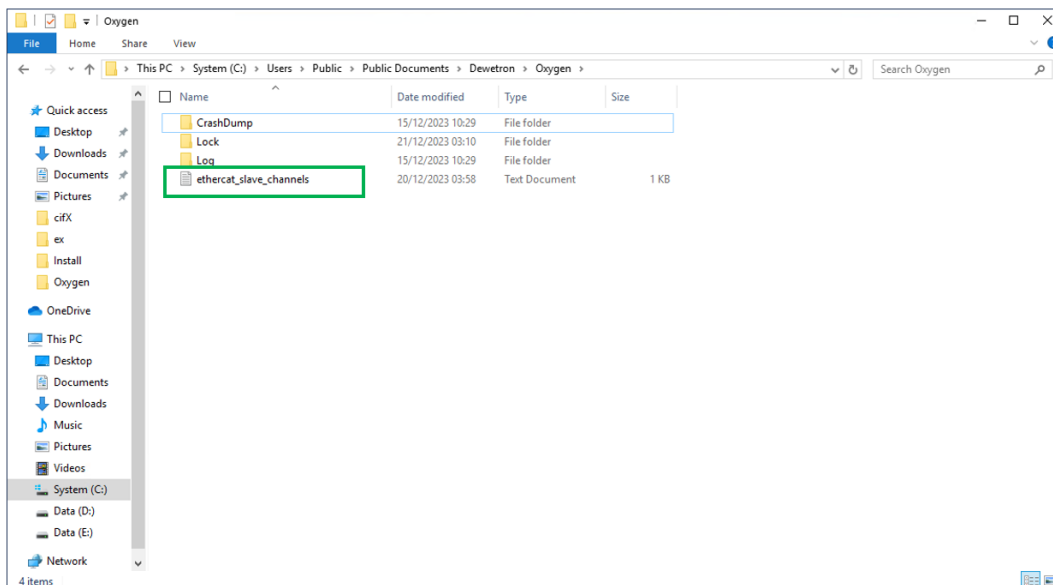 Oxygen
File Home Share View
This PC > System (C:) > Users > Public > Public Documents > Dewetron > Oxygen >
Search Oxygen
Name Date modified Type Size
CrashDump 15/12/2023 10:29 File folder
Lock 21/12/2023 03:10 File folder
Log 15/12/2023 10:29 File folder
ethercat_slave_channels 20/12/2023 03:58 Text Document 1 KB
Quick access
Desktop
Downloads
Documents
Pictures
cifX
ex
Install
Oxygen
OneDrive
This PC
Desktop
Documents
Downloads
Music
Pictures
Videos
System (C:)
Data (D:)
Data (E:)
Network
4 items